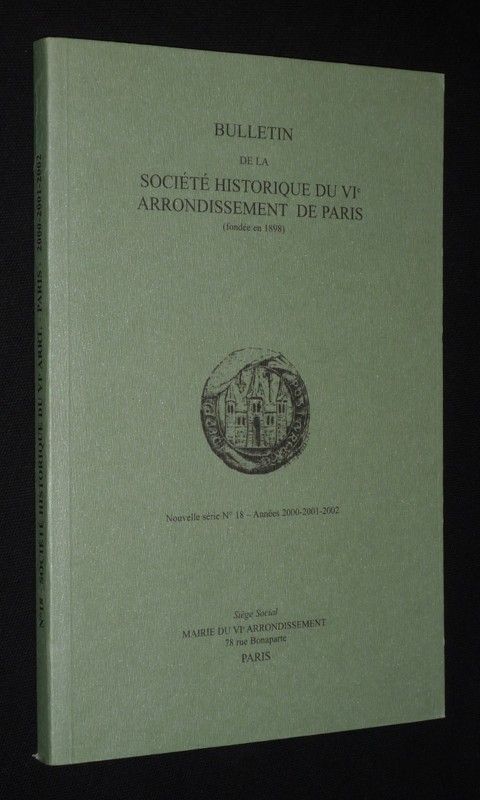 BULLETIN
DE LA
SOCIÉTÉ HISTORIQUE DU VIe
ARRONDISSEMENT DE PARIS
(fondée en 1898)
Nouvelle série N° 18 – Années 2000-2001-2002
Siège Social
MAIRIE DU VIe ARRONDISSEMENT
78 rue Bonaparte
PARIS
N°18 SOCIÉTÉ HISTORIQUE DU VI ARRT. PARIS 2000-2001-2002